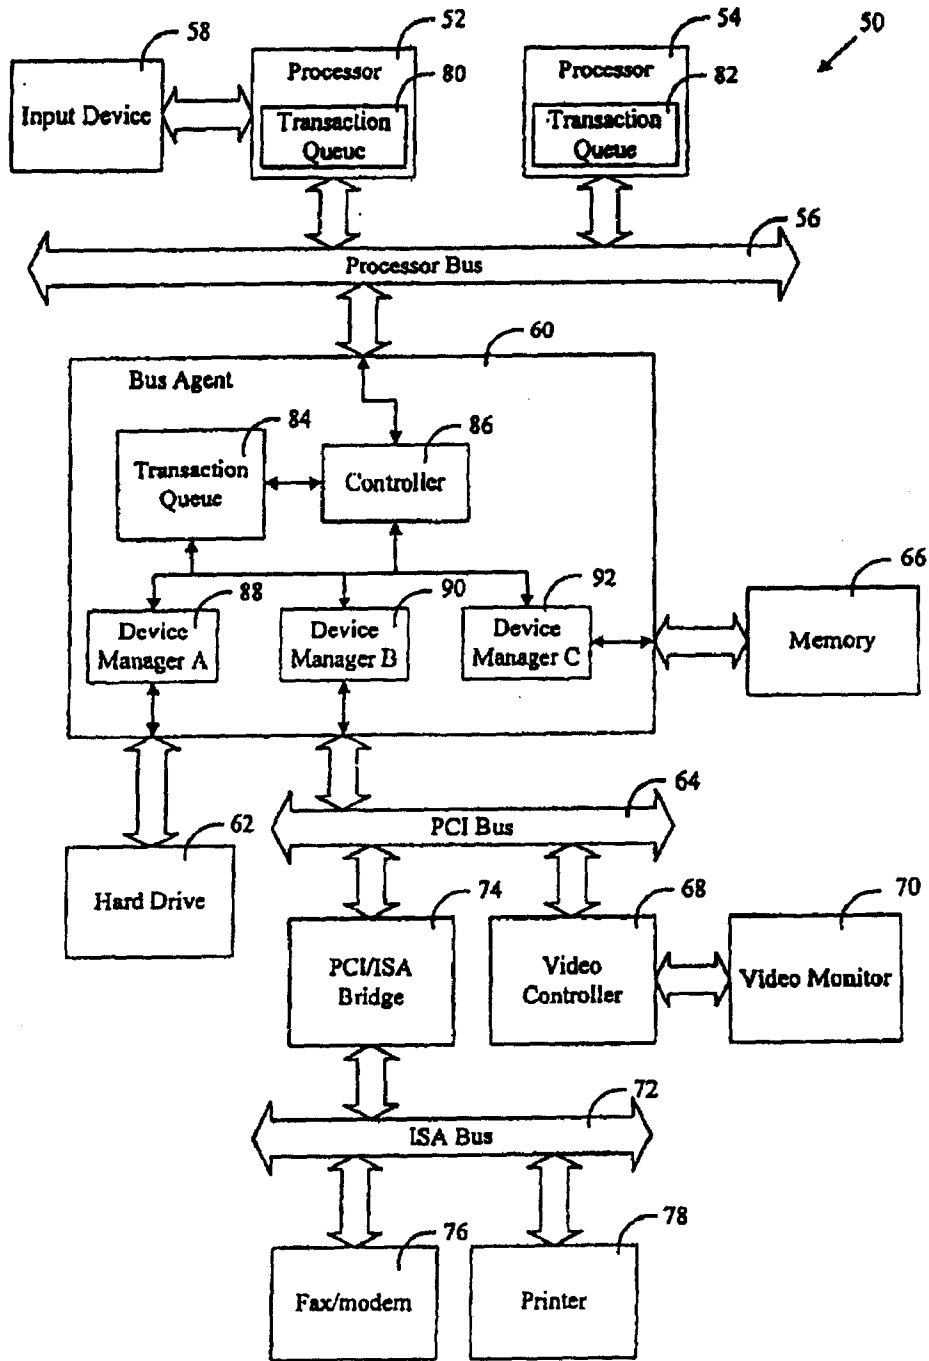 58
52
54
50
Input Device
Processor
80
Transaction
Queue
Processor
82
Transaction
Queue
56
Processor Bus
60
Bus Agent
84
86
Transaction
Queue
Controller
88
90
92
66
Device
Manager A
Device
Manager B
Device
Manager C
Memory
64
PCI Bus
62
Hard Drive
74
68
70
PCI/ISA
Bridge
Video
Controller
Video Monitor
72
ISA Bus
76
78
Fax/modem
Printer